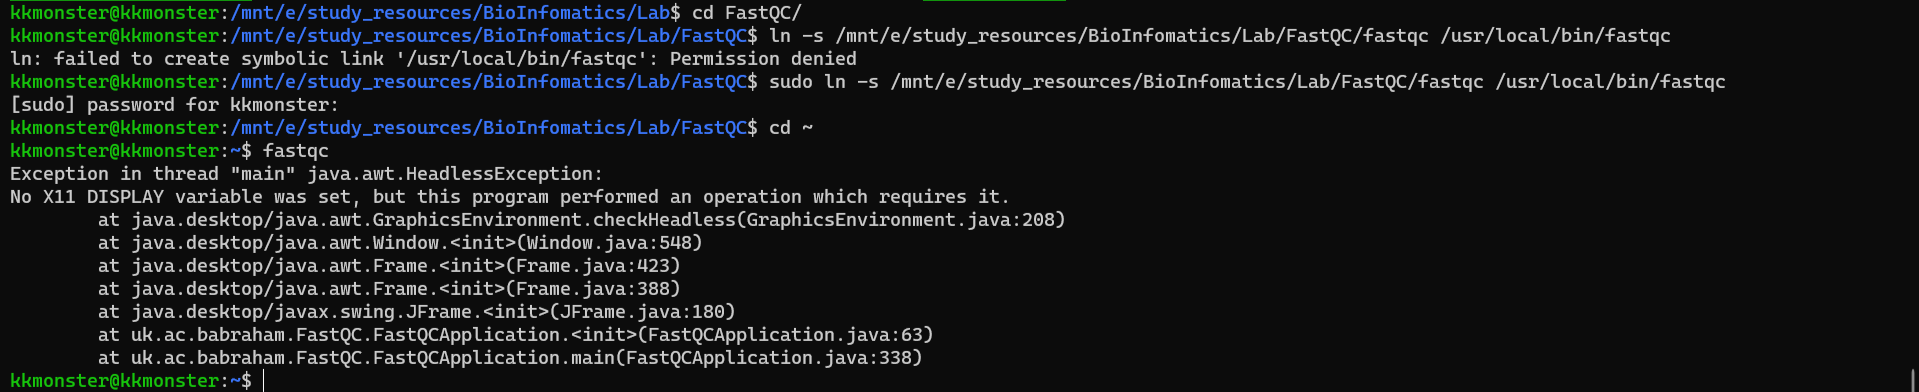 kkmonster@kkmonster:/mnt/e/study_resources/BioInfomatics/Lab$ cd FastQC/
kkmonster@kkmonster:/mnt/e/study_resources/BioInfomatics/Lab/FastQC$ ln -s /mnt/e/study_resources/BioInfomatics/Lab/FastQC/fastqc /usr/local/bin/fastqc
ln: failed to create symbolic link '/usr/local/bin/fastqc': Permission denied
kkmonster@kkmonster:/mnt/e/study_resources/BioInfomatics/Lab/FastQC$ sudo ln -s /mnt/e/study_resources/BioInfomatics/Lab/FastQC/fastqc /usr/local/bin/fastqc
[sudo] password for kkmonster:
kkmonster@kkmonster:/mnt/e/study_resources/BioInfomatics/Lab/FastQC$ cd ~
kkmonster@kkmonster:~$ fastqc
Exception in thread "main" java.awt.HeadlessException:
No X11 DISPLAY variable was set, but this program performed an operation which requires it.
        at java.desktop/java.awt.GraphicsEnvironment.checkHeadless(GraphicsEnvironment.java:208)
        at java.desktop/java.awt.Window.<init>(Window.java:548)
        at java.desktop/java.awt.Frame.<init>(Frame.java:423)
        at java.desktop/java.awt.Frame.<init>(Frame.java:388)
        at java.desktop/javax.swing.JFrame.<init>(JFrame.java:180)
        at uk.ac.babraham.FastQC.FastQCApplication.<init>(FastQCApplication.java:63)
        at uk.ac.babraham.FastQC.FastQCApplication.main(FastQCApplication.java:338)
kkmonster@kkmonster:~$